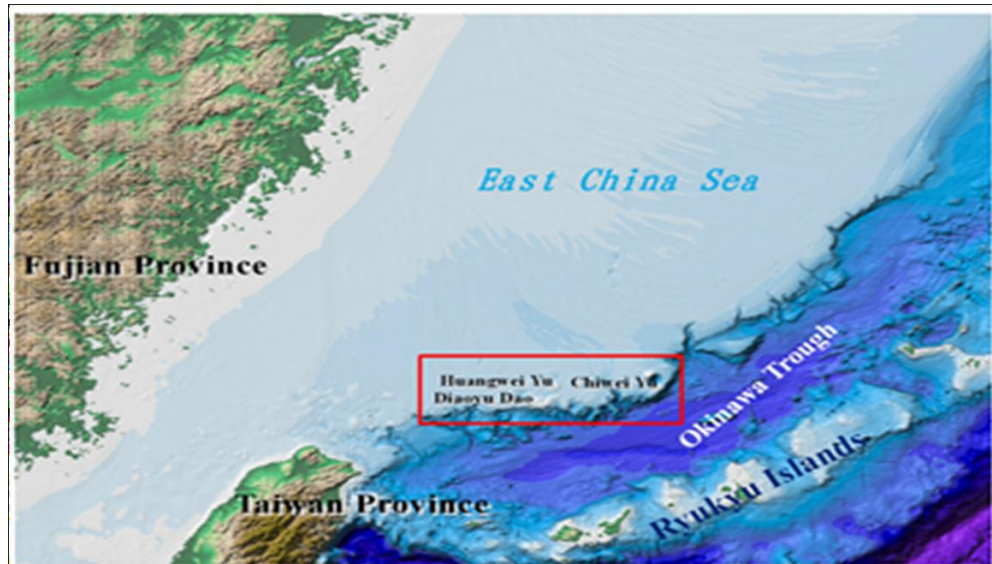 East China Sea
Fujian Province
Huangwei Yu
Chiwei Yu
Diaoyu Dao
Okinawa Trough
Taiwan Province
Ryukyu Islands